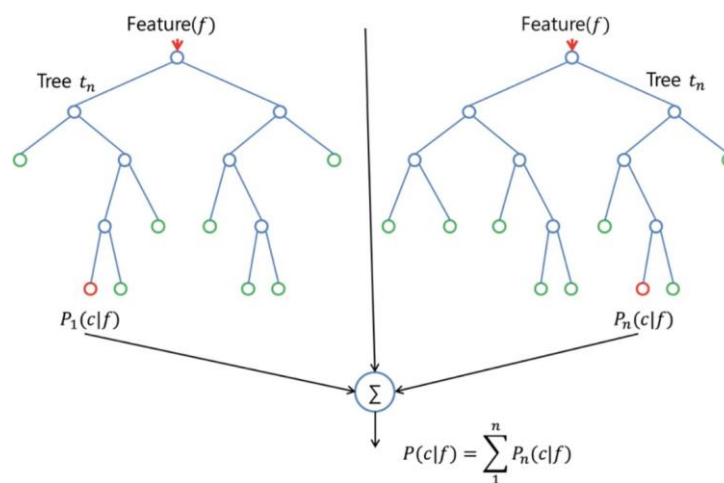 Feature(f)
Feature(f)
Tree tₙ
Tree tₙ
P₁(c|f)
Pₙ(c|f)
∑
n
P(c|f) = ∑ Pₙ(c|f)
1